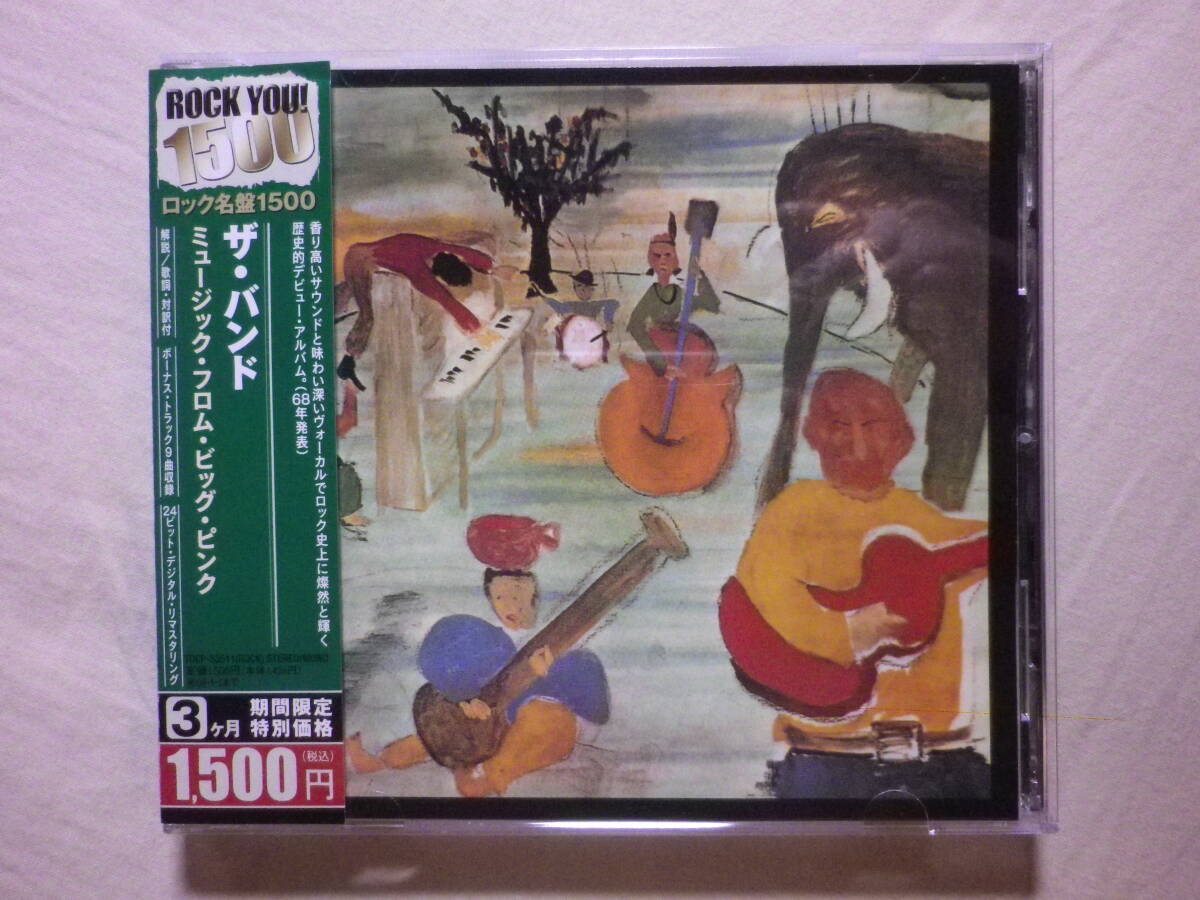 ROCK YOU!
1500
ロック名盤1500
香り高いサウンドと味わい深いヴォーカルでロック史上に燦然と輝く
歴史的デビュー・アルバム。(68年発表)
ザ・バンド
ミュージック・フロム・ビッグ・ピンク
解説/歌詞・対訳付
ボーナス・トラック9曲収録
24ビット・デジタル・リマスタリング
3ヶ月
期間限定
特別価格
1,500円
(税込)